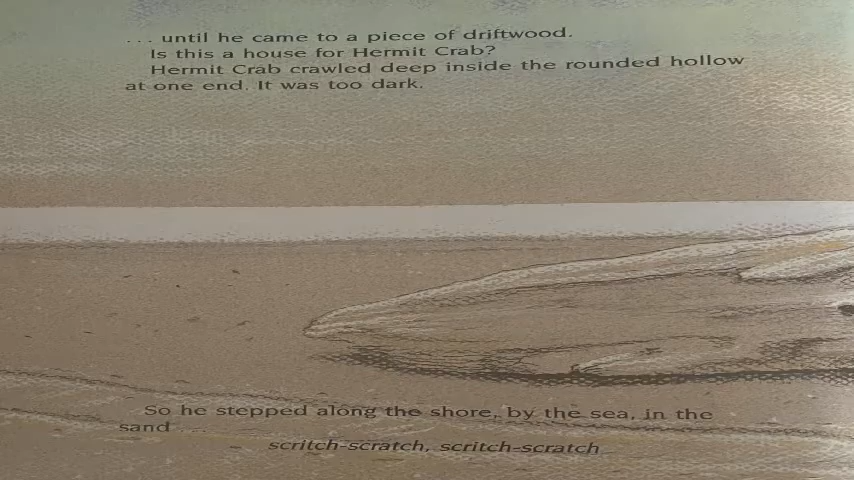 ... until he came to a piece of driftwood.
Is this a house for Hermit Crab?
Hermit Crab crawled deep inside the rounded hollow
at one end. It was too dark.
So he stepped along the shore, by the sea, in the
sand ...
scritch-scratch, scritch-scratch